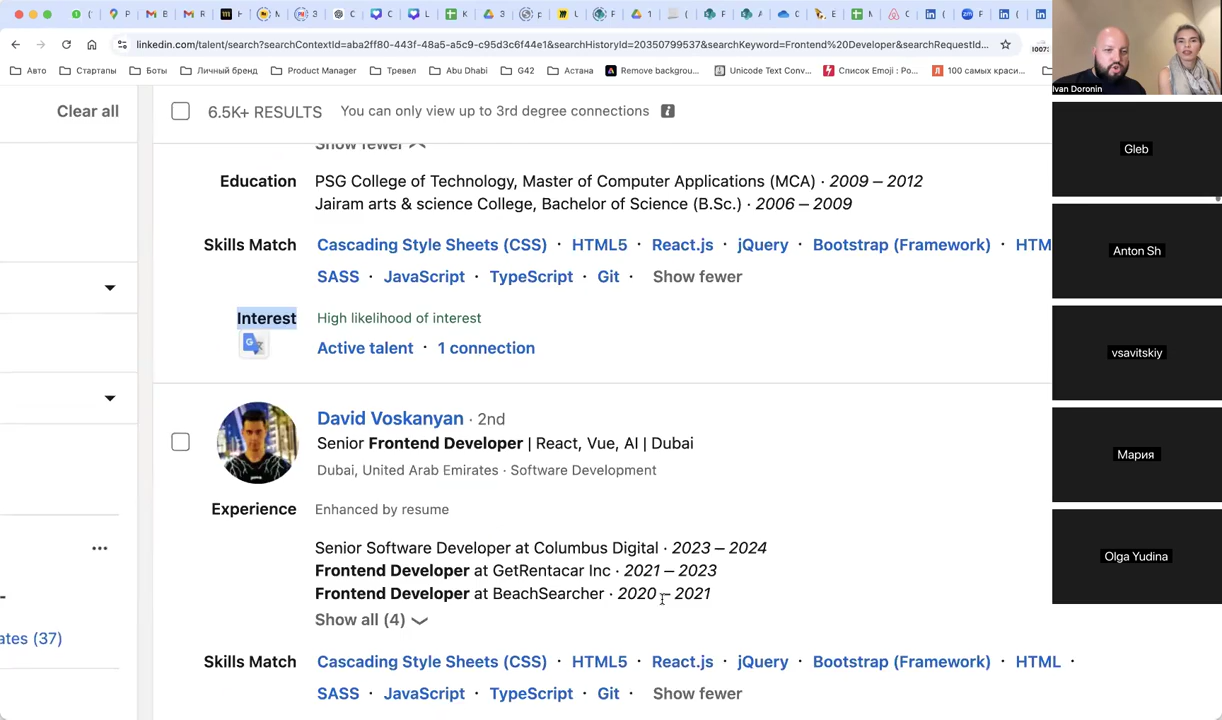 linkedin.com/talent/search?searchContextId=aba2ff80-443f-48a5-a5c9-c95d3c6f44e1&searchHistoryId=20350799537&searchKeyword=Frontend%20Developer&searchRequestId...
Авто
Стартапы
Боты
Личный бренд
Product Manager
Тревел
Abu Dhabi
G42
Астана
Remove backgrou...
Unicode Text Conv...
Список Emoji : Po...
100 самых краси...
Clear all
6.5K+ RESULTS You can only view up to 3rd degree connections
Show fewer
Education PSG College of Technology, Master of Computer Applications (MCA) · 2009 – 2012
Jairam arts & science College, Bachelor of Science (B.Sc.) · 2006 – 2009
Skills Match Cascading Style Sheets (CSS) · HTML5 · React.js · jQuery · Bootstrap (Framework) · HTM
SASS · JavaScript · TypeScript · Git · Show fewer
Interest High likelihood of interest
Active talent · 1 connection
David Voskanyan · 2nd
Senior Frontend Developer | React, Vue, AI | Dubai
Dubai, United Arab Emirates · Software Development
Experience Enhanced by resume
Senior Software Developer at Columbus Digital · 2023 – 2024
Frontend Developer at GetRentacar Inc · 2021 – 2023
Frontend Developer at BeachSearcher · 2020 – 2021
Show all (4)
Skills Match Cascading Style Sheets (CSS) · HTML5 · React.js · jQuery · Bootstrap (Framework) · HTML ·
SASS · JavaScript · TypeScript · Git · Show fewer
ates (37)
Ivan Doronin
Gleb
Anton Sh
vsavitskiy
Мария
Olga Yudina